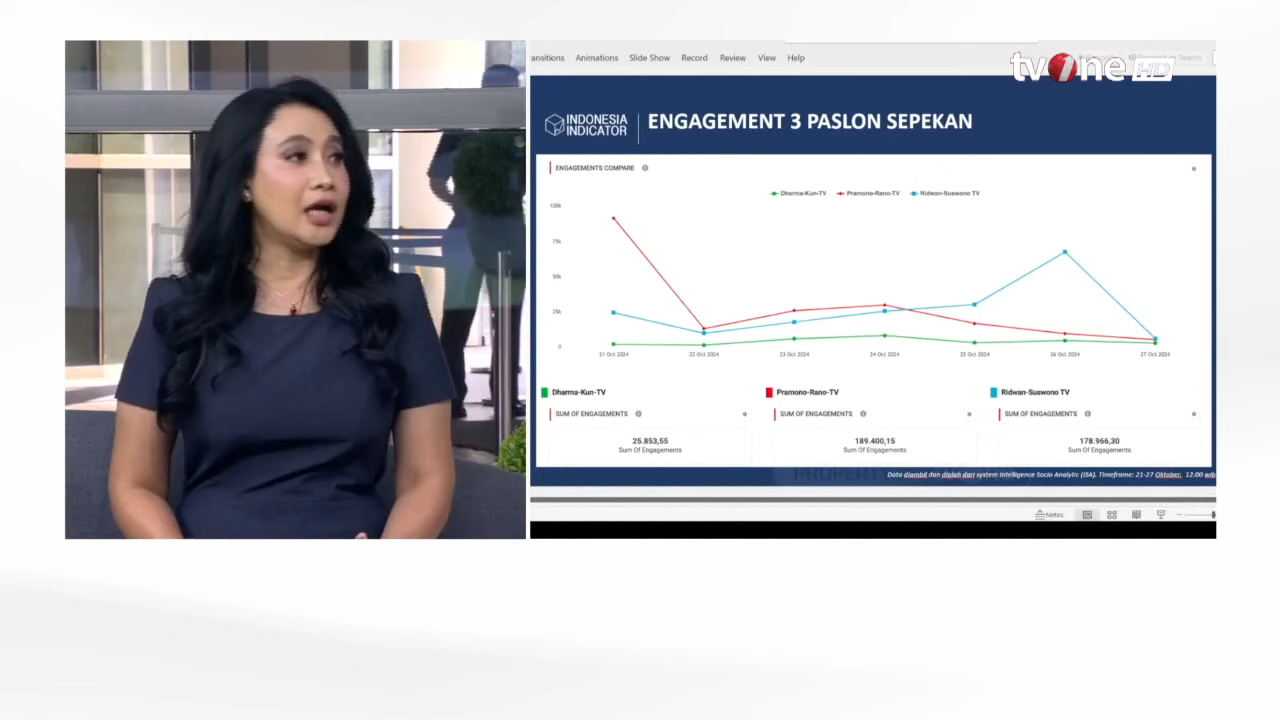 ansitions Animations Slide Show Record Review View Help
tvOne HD
INDONESIA INDICATOR
ENGAGEMENT 3 PASLON SEPEKAN
ENGAGEMENTS COMPARE
Dharma-Kun-TV Pramono-Rano-TV Ridwan-Suswono TV
100k
75k
50k
25k
0
21 Oct 2024 22 Oct 2024 23 Oct 2024 24 Oct 2024 25 Oct 2024 26 Oct 2024 27 Oct 2024
Dharma-Kun-TV Pramono-Rano-TV Ridwan-Suswono TV
SUM OF ENGAGEMENTS SUM OF ENGAGEMENTS SUM OF ENGAGEMENTS
25.853,55 189.400,15 178.966,30
Sum Of Engagements Sum Of Engagements Sum Of Engagements
PROPERT
Data diambil dan diolah dari system Intelligence Socio Analytic (ISA). Timeframe: 21-27 Oktober, 12.00 wib
Notes